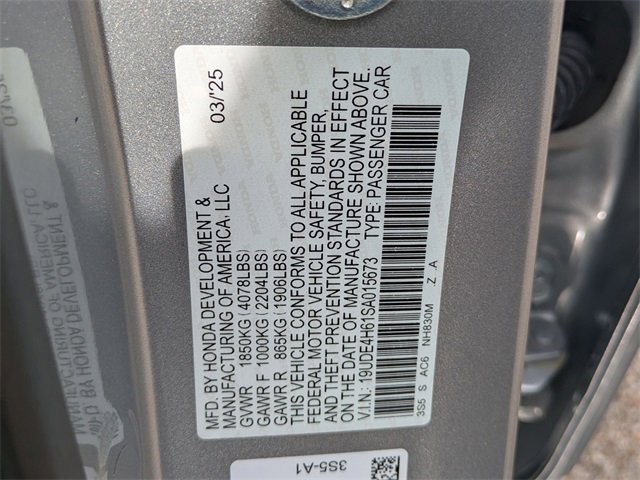 MFD. BY HONDA DEVELOPMENT &
MANUFACTURING OF AMERICA, LLC
03/'25
GVWR 1850KG(4078LBS)
GAWR F 1000KG(2204LBS)
GAWR R 865KG(1906LBS)
THIS VEHICLE CONFORMS TO ALL APPLICABLE
FEDERAL MOTOR VEHICLE SAFETY, BUMPER,
AND THEFT PREVENTION STANDARDS IN EFFECT
ON THE DATE OF MANUFACTURE SHOWN ABOVE.
V.I.N.: 19UDE4H61SA015673 TYPE: PASSENGER CAR
3S5 S AC6 NH830M .Z .A
3S5-A1